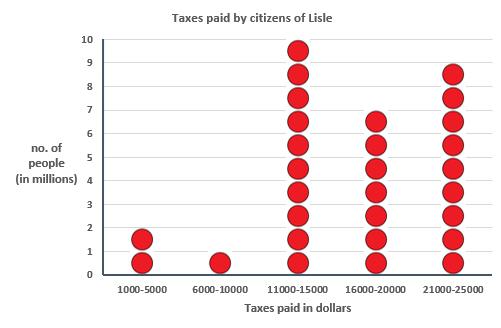 Taxes paid by citizens of Lisle
10
9
8
7
6
5
4
3
2
1
0
no. of
people
(in millions)
1000-5000 6000-10000 11000-15000 16000-20000 21000-25000
Taxes paid in dollars